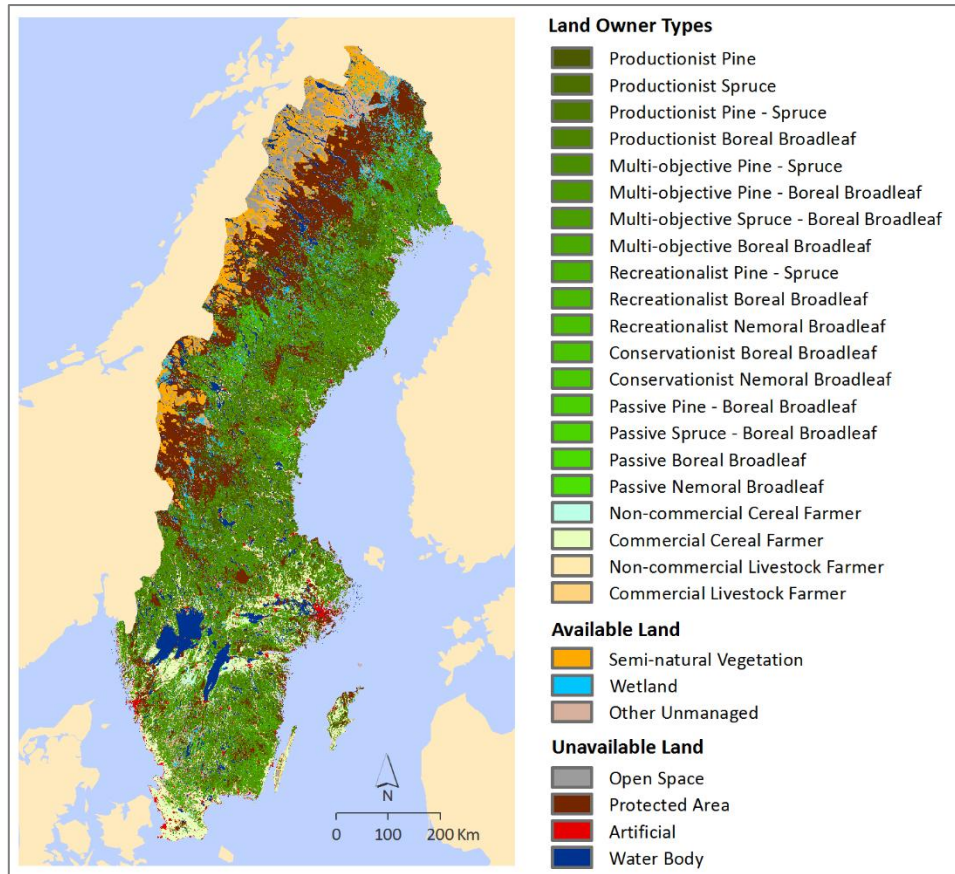 Land Owner Types
Productionist Pine
Productionist Spruce
Productionist Pine - Spruce
Productionist Boreal Broadleaf
Multi-objective Pine - Spruce
Multi-objective Pine - Boreal Broadleaf
Multi-objective Spruce - Boreal Broadleaf
Multi-objective Boreal Broadleaf
Recreationalist Pine - Spruce
Recreationalist Boreal Broadleaf
Recreationalist Nemoral Broadleaf
Conservationist Boreal Broadleaf
Conservationist Nemoral Broadleaf
Passive Pine - Boreal Broadleaf
Passive Spruce - Boreal Broadleaf
Passive Boreal Broadleaf
Passive Nemoral Broadleaf
Non-commercial Cereal Farmer
Commercial Cereal Farmer
Non-commercial Livestock Farmer
Commercial Livestock Farmer
Available Land
Semi-natural Vegetation
Wetland
Other Unmanaged
Unavailable Land
Open Space
Protected Area
Artificial
Water Body
N
0 100 200 Km